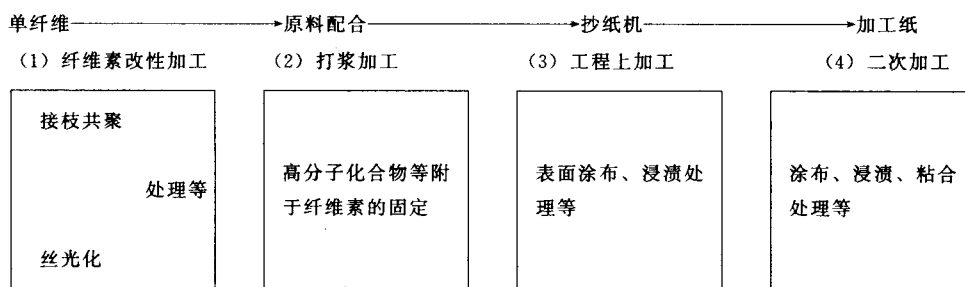 单纤维 原料配合 抄纸机 加工纸
（1）纤维素改性加工 （2）打浆加工 （3）工程上加工 （4）二次加工
接枝共聚
处理等
丝光化
高分子化合物等附
于纤维素的固定
表面涂布、浸渍处
理等
涂布、浸渍、粘合
处理等